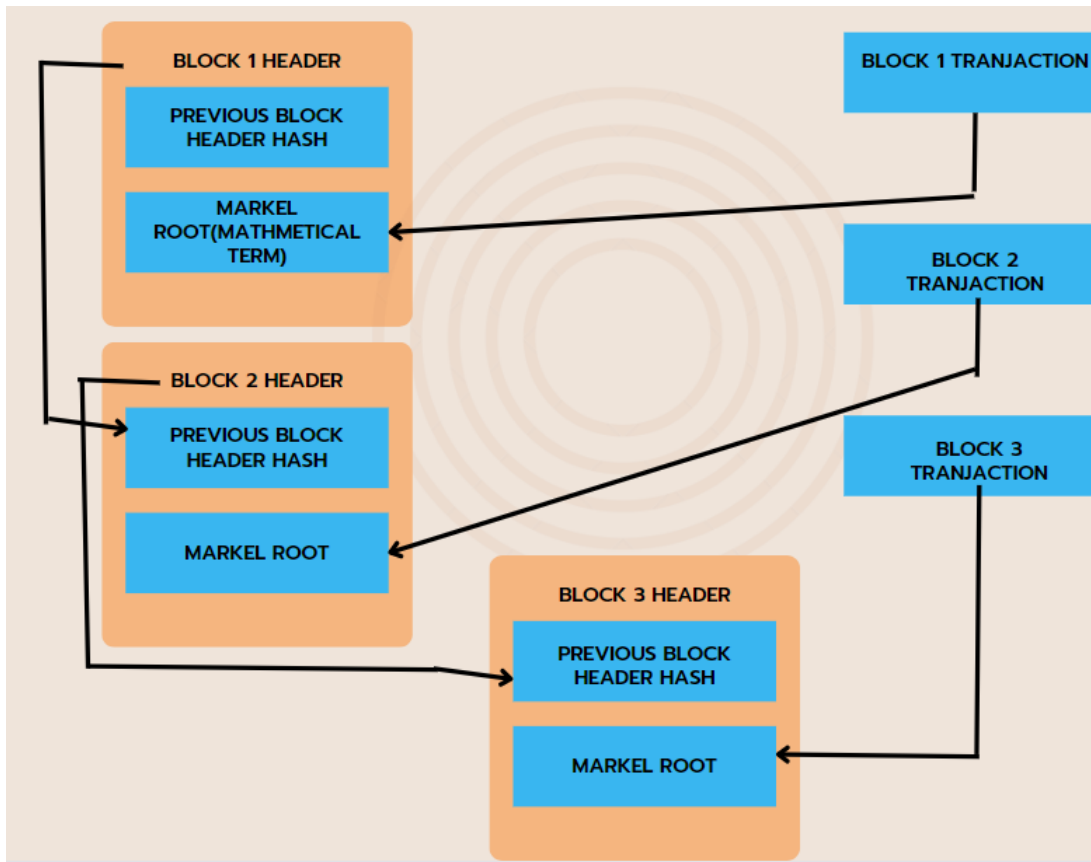 BLOCK 1 HEADER
PREVIOUS BLOCK
HEADER HASH
MARKEL
ROOT(MATHMETICAL
TERM)
BLOCK 1 TRANJACTION
BLOCK 2
TRANJACTION
BLOCK 2 HEADER
PREVIOUS BLOCK
HEADER HASH
MARKEL ROOT
BLOCK 3
TRANJACTION
BLOCK 3 HEADER
PREVIOUS BLOCK
HEADER HASH
MARKEL ROOT